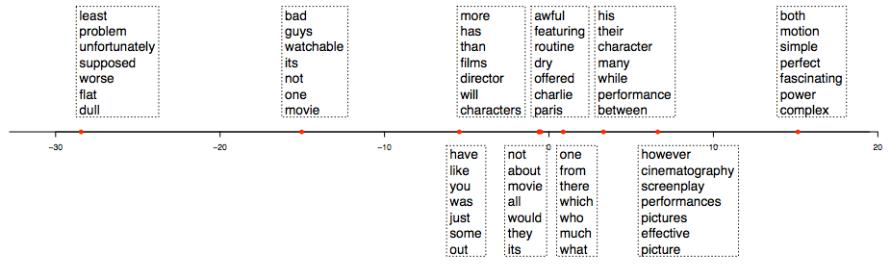 least
problem
unfortunately
supposed
worse
flat
dull
bad
guys
watchable
its
not
one
movie
more
has
than
films
director
will
characters
awful
featuring
routine
dry
offered
charlie
paris
his
their
character
many
while
performance
between
both
motion
simple
perfect
fascinating
power
complex
−30
−20
−10
0
10
20
have
like
you
was
just
some
out
not
about
movie
all
would
they
its
one
from
there
which
who
much
what
however
cinematography
screenplay
performances
pictures
effective
picture